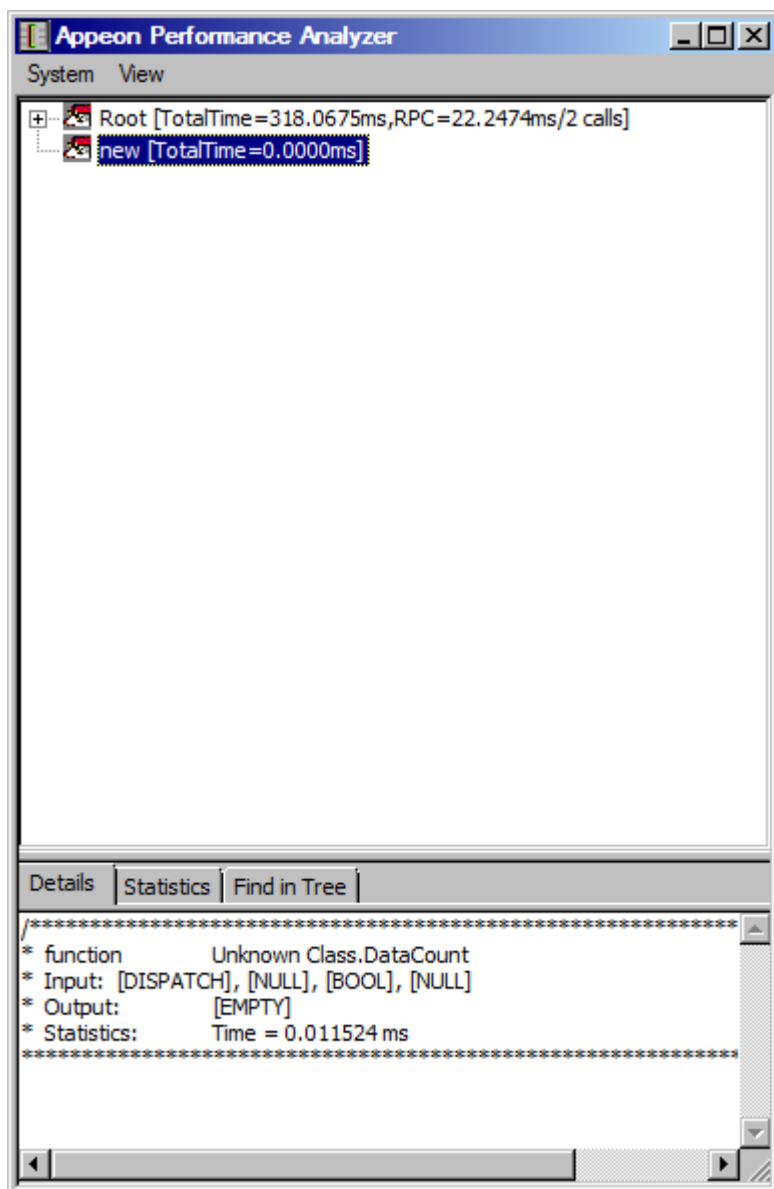 Appeon Performance Analyzer
System View
Root [TotalTime=318.0675ms,RPC=22.2474ms/2 calls]
new [TotalTime=0.0000ms]
Details Statistics Find in Tree
/************************************************************
* function Unknown Class.DataCount
* Input: [DISPATCH], [NULL], [BOOL], [NULL]
* Output: [EMPTY]
* Statistics: Time = 0.011524 ms
*************************************************************